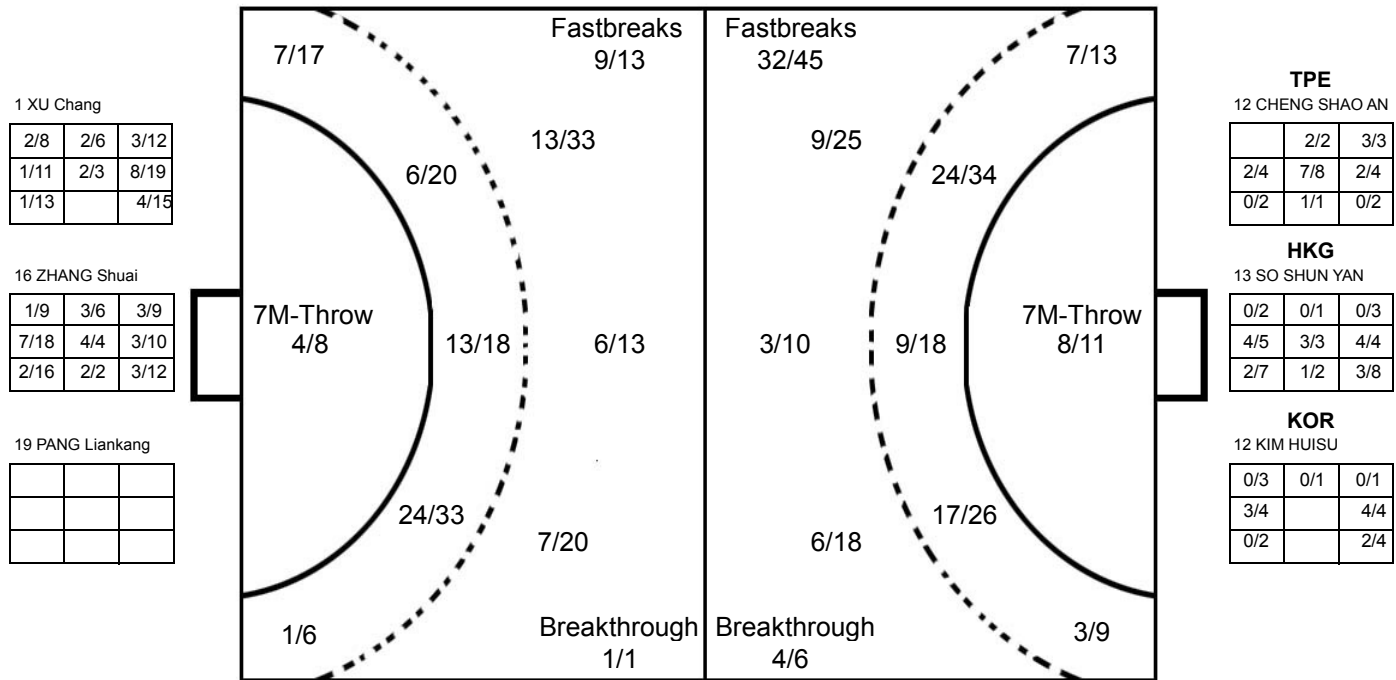 Fastbreaks Fastbreaks
7/17 9/13 32/45 7/13
TPE
1 XU Chang 12 CHENG SHAO AN
2/8 2/6 3/12 13/33 9/25 2/2 3/3
1/11 2/3 8/19 6/20 24/34 2/4 7/8 2/4
1/13 4/15 0/2 1/1 0/2
HKG
16 ZHANG Shuai 13 SO SHUN YAN
1/9 3/6 3/9 7M-Throw 7M-Throw 0/2 0/1 0/3
7/18 4/4 3/10 4/8 13/18 6/13 3/10 9/18 8/11 4/5 3/3 4/4
2/16 2/2 3/12 2/7 1/2 3/8
KOR
19 PANG Liankang 12 KIM HUISU
0/3 0/1 0/1
24/33 7/20 6/18 17/26 3/4 4/4
0/2 2/4
1/6 Breakthrough Breakthrough 3/9
1/1 4/6